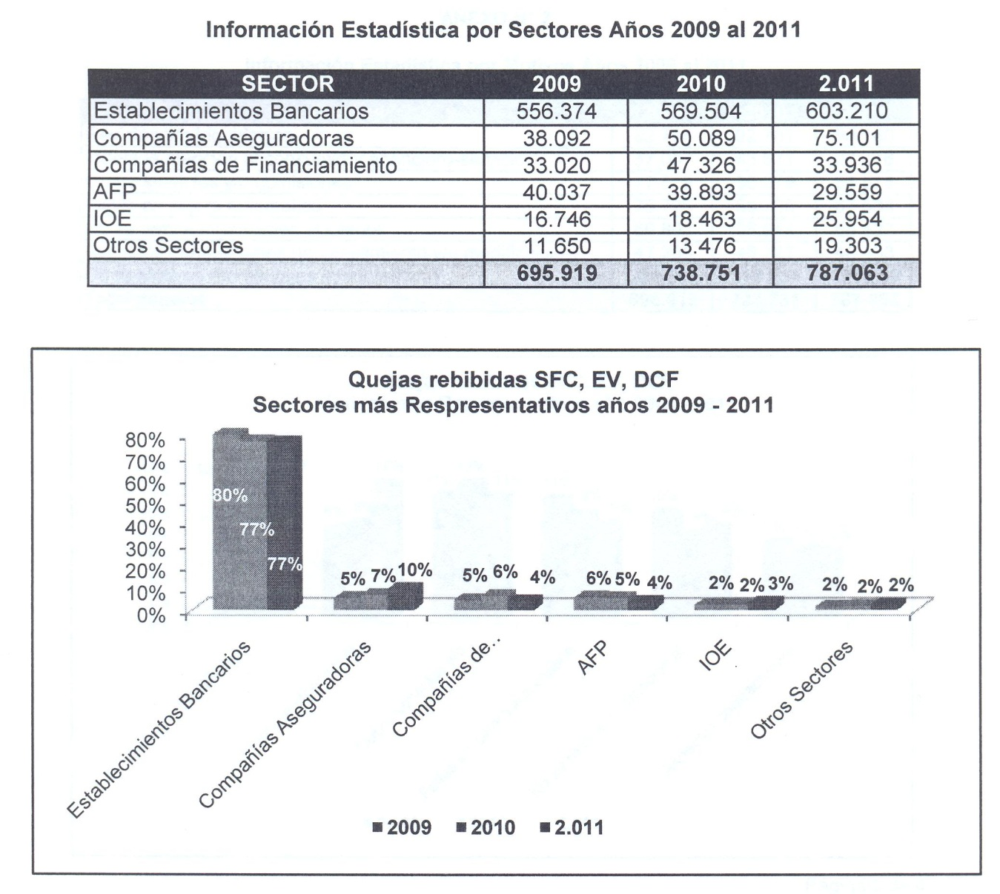 Información Estadística por Sectores Años 2009 al 2011
SECTOR 2009 2010 2.011
Establecimientos Bancarios 556.374 569.504 603.210
Compañías Aseguradoras 38.092 50.089 75.101
Compañías de Financiamiento 33.020 47.326 33.936
AFP 40.037 39.893 29.559
IOE 16.746 18.463 25.954
Otros Sectores 11.650 13.476 19.303
695.919 738.751 787.063
Quejas rebibidas SFC, EV, DCF
Sectores más Respresentativos años 2009 - 2011
80%
70%
60%
50%
40%
30%
20%
10%
0%
80%
77%
77%
5% 7% 10%
5% 6% 4%
6% 5% 4%
2% 2% 3%
2% 2% 2%
Establecimientos Bancarios
Compañías Aseguradoras
Compañías de..
AFP
IOE
Otros Sectores
2009 2010 2.011